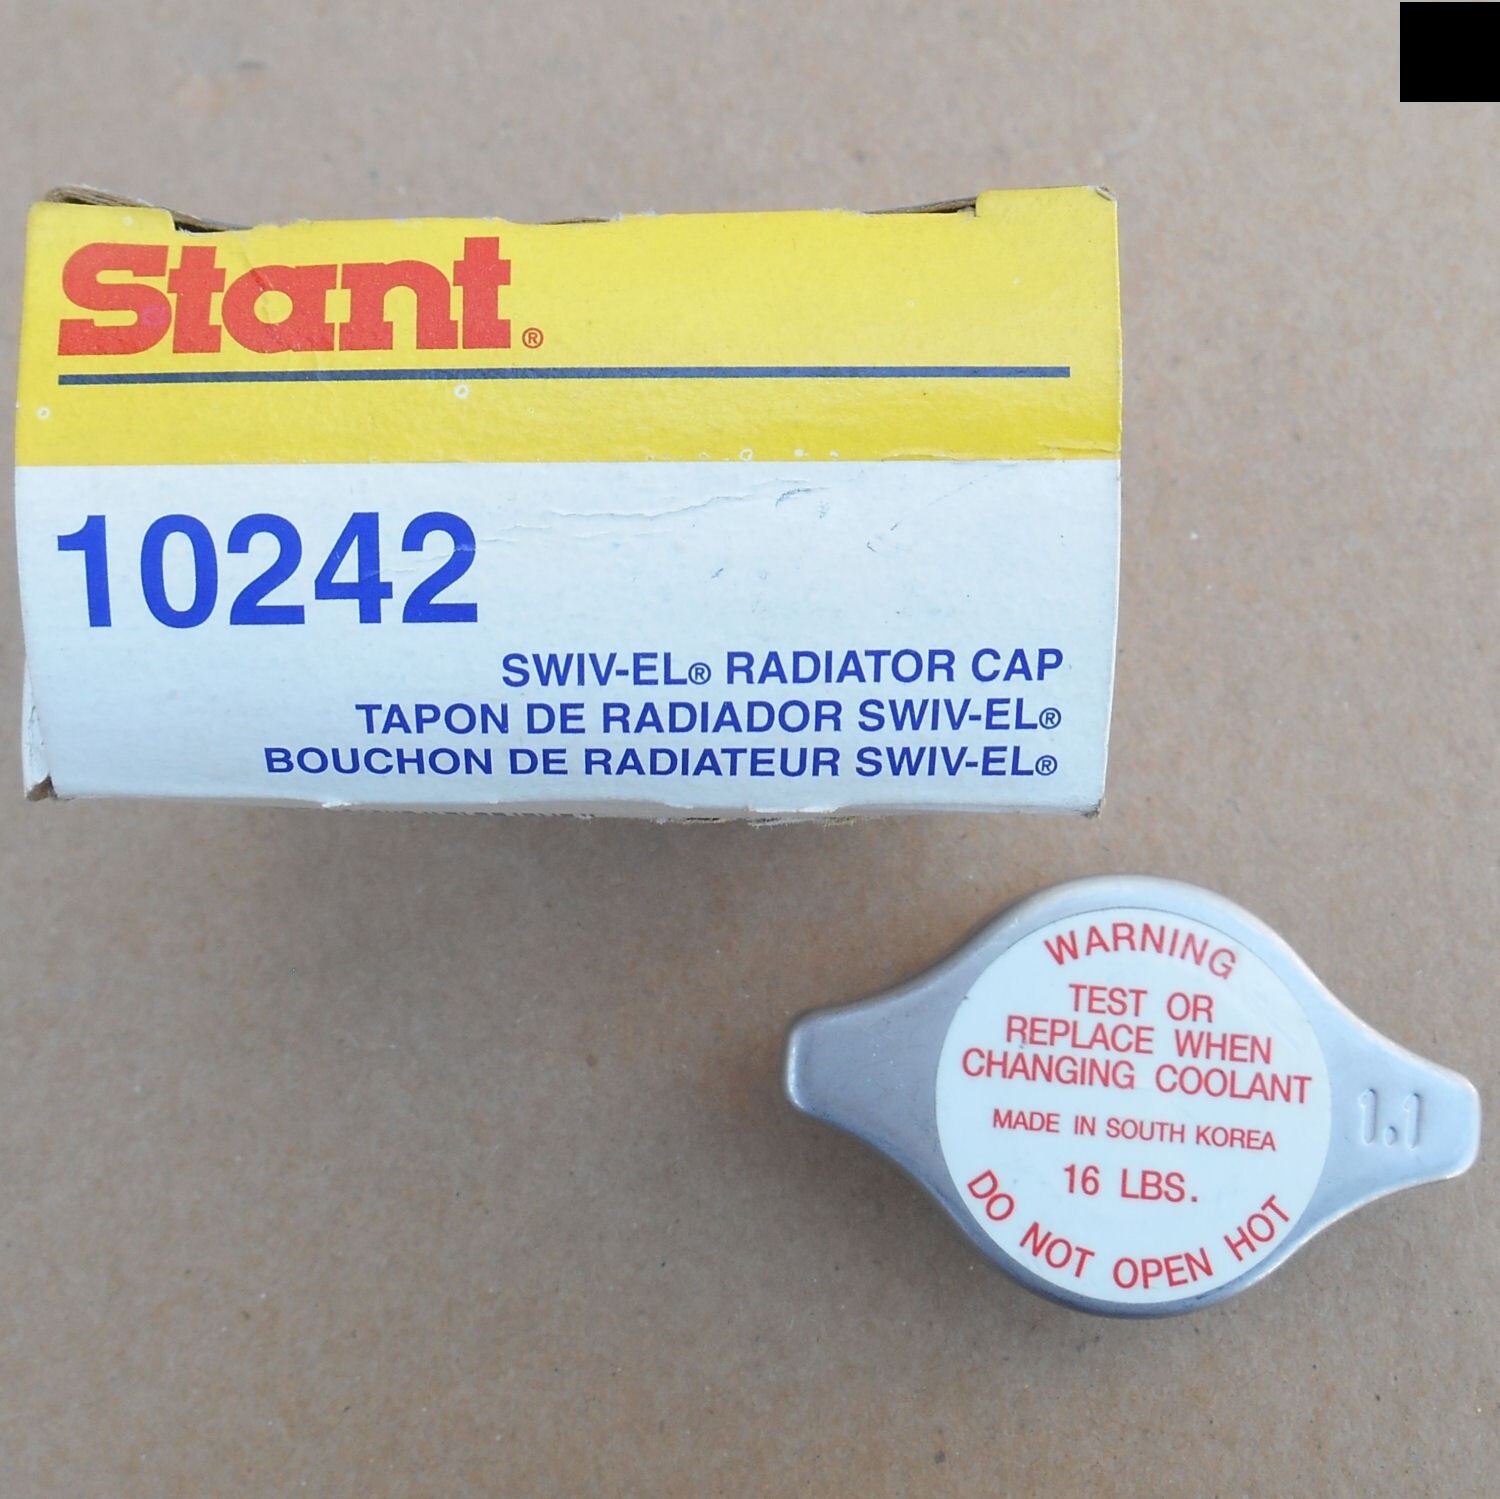 Stant®
10242
SWIV-EL® RADIATOR CAP
TAPON DE RADIADOR SWIV-EL®
BOUCHON DE RADIATEUR SWIV-EL®
WARNING
TEST OR
REPLACE WHEN
CHANGING COOLANT
MADE IN SOUTH KOREA
16 LBS.
DO NOT OPEN HOT
1.1